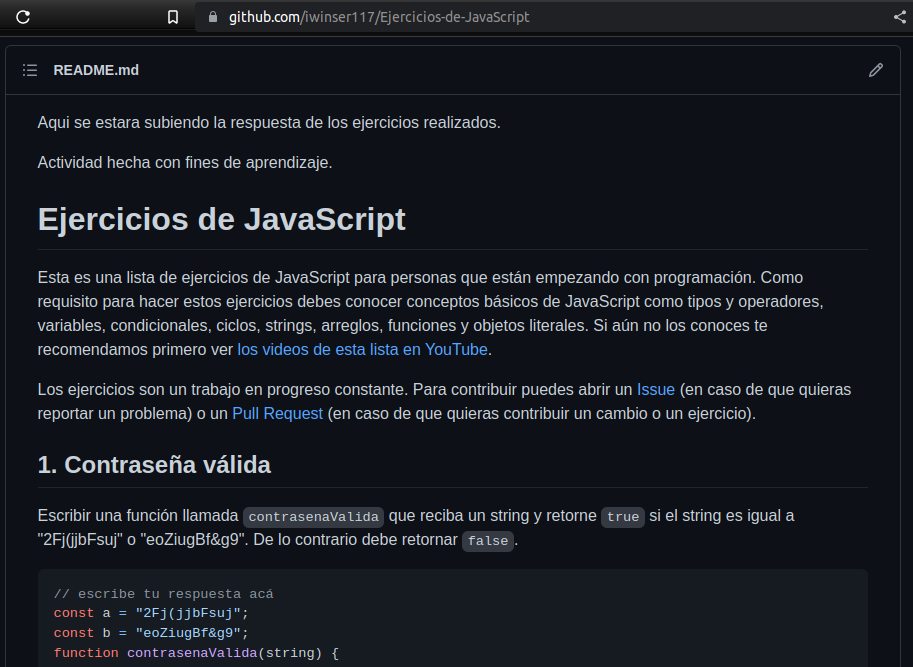 github.com/iwinser117/Ejercicios-de-JavaScript
README.md
Aqui se estara subiendo la respuesta de los ejercicios realizados.
Actividad hecha con fines de aprendizaje.
Ejercicios de JavaScript
Esta es una lista de ejercicios de JavaScript para personas que están empezando con programación. Como
requisito para hacer estos ejercicios debes conocer conceptos básicos de JavaScript como tipos y operadores,
variables, condicionales, ciclos, strings, arreglos, funciones y objetos literales. Si aún no los conoces te
recomendamos primero ver los videos de esta lista en YouTube.
Los ejercicios son un trabajo en progreso constante. Para contribuir puedes abrir un Issue (en caso de que quieras
reportar un problema) o un Pull Request (en caso de que quieras contribuir un cambio o un ejercicio).
1. Contraseña válida
Escribir una función llamada contrasenaValida que reciba un string y retorne true si el string es igual a
"2Fj(jjbFsuj" o "eoZiugBf&g9". De lo contrario debe retornar false.
// escribe tu respuesta acá
const a = "2Fj(jjbFsuj";
const b = "eoZiugBf&g9";
function contrasenaValida(string) {